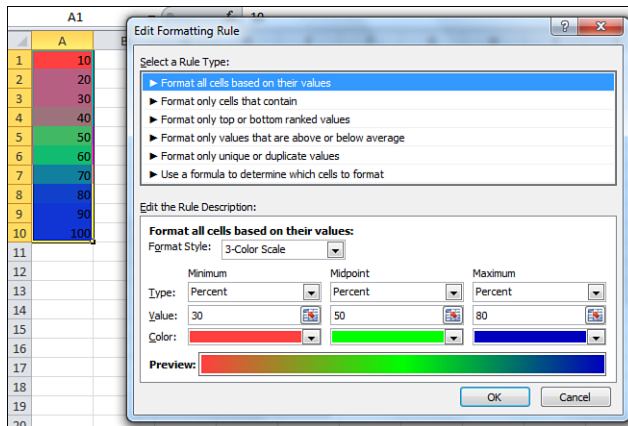 A1
10
Edit Formatting Rule
A
1 10
2 20
3 30
4 40
5 50
6 60
7 70
8 80
9 90
10 100
11
12
13
14
15
16
17
18
19
Select a Rule Type:
► Format all cells based on their values
► Format only cells that contain
► Format only top or bottom ranked values
► Format only values that are above or below average
► Format only unique or duplicate values
► Use a formula to determine which cells to format
Edit the Rule Description:
Format all cells based on their values:
Format Style: 3-Color Scale
Minimum Midpoint Maximum
Type: Percent Percent Percent
Value: 30 50 80
Color:
Preview:
OK Cancel